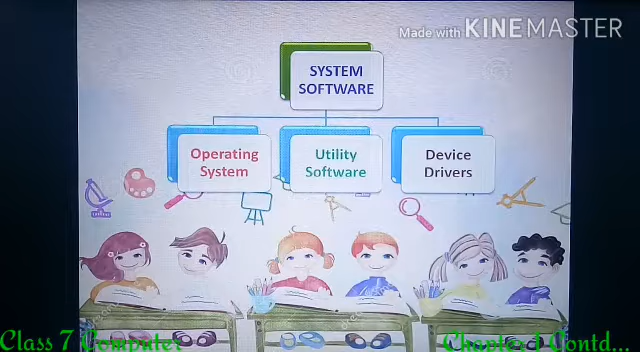 Made with KINEMASTER
SYSTEM
SOFTWARE
Operating
System
Utility
Software
Device
Drivers
Class 7 Computer
Chapter 1 Contd...